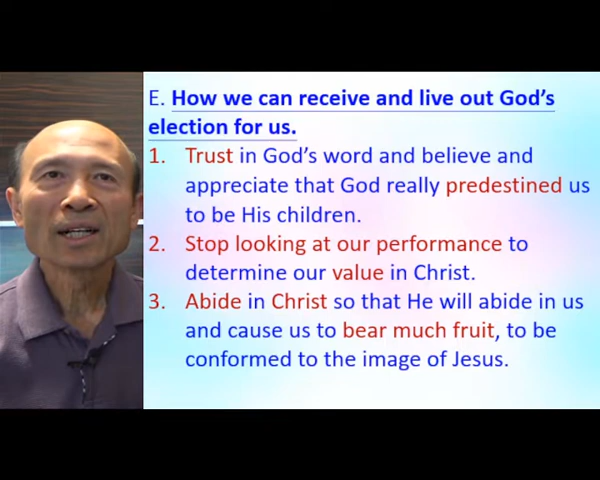 E. How we can receive and live out God's
election for us.
1. Trust in God's word and believe and
appreciate that God really predestined us
to be His children.
2. Stop looking at our performance to
determine our value in Christ.
3. Abide in Christ so that He will abide in us
and cause us to bear much fruit, to be
conformed to the image of Jesus.